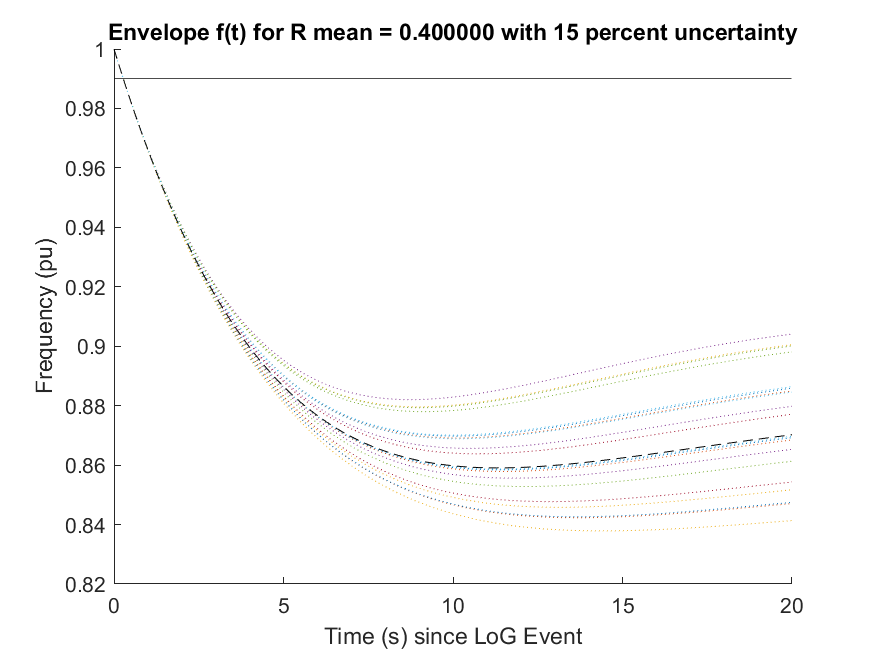 Envelope f(t) for R mean = 0.400000 with 15 percent uncertainty
1
0.98
0.96
0.94
0.92
0.9
0.88
0.86
0.84
0.82
Frequency (pu)
0 5 10 15 20
Time (s) since LoG Event